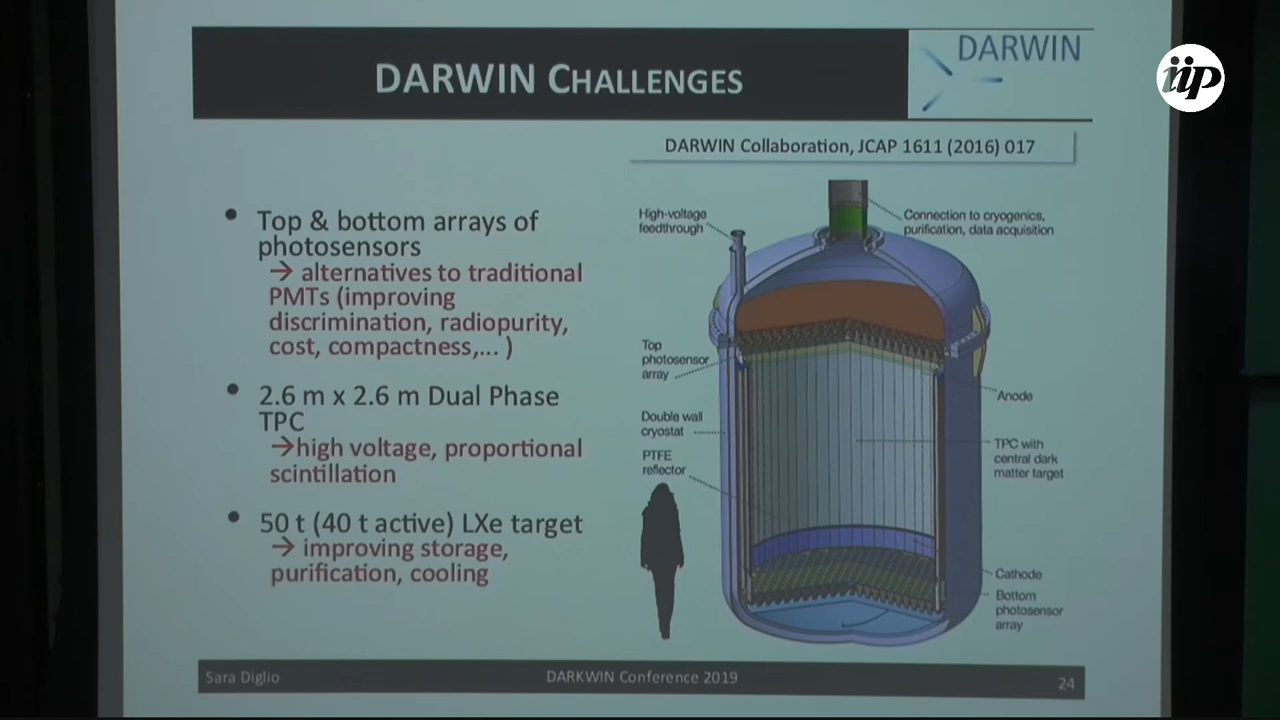 DARWIN CHALLENGES
DARWIN
iip
DARWIN Collaboration, JCAP 1611 (2016) 017
• Top & bottom arrays of
photosensors
→ alternatives to traditional
PMTs (improving
discrimination, radiopurity,
cost, compactness,... )
• 2.6 m x 2.6 m Dual Phase
TPC
→high voltage, proportional
scintillation
• 50 t (40 t active) LXe target
→ improving storage,
purification, cooling
High-voltage
feedthrough
Connection to cryogenics,
purification, data acquisition
Top
photosensor
array
Anode
Double wall
cryostat
TPC with
central dark
matter target
PTFE
reflector
Cathode
Bottom
photosensor
array
Sara Diglio
DARKWIN Conference 2019
24